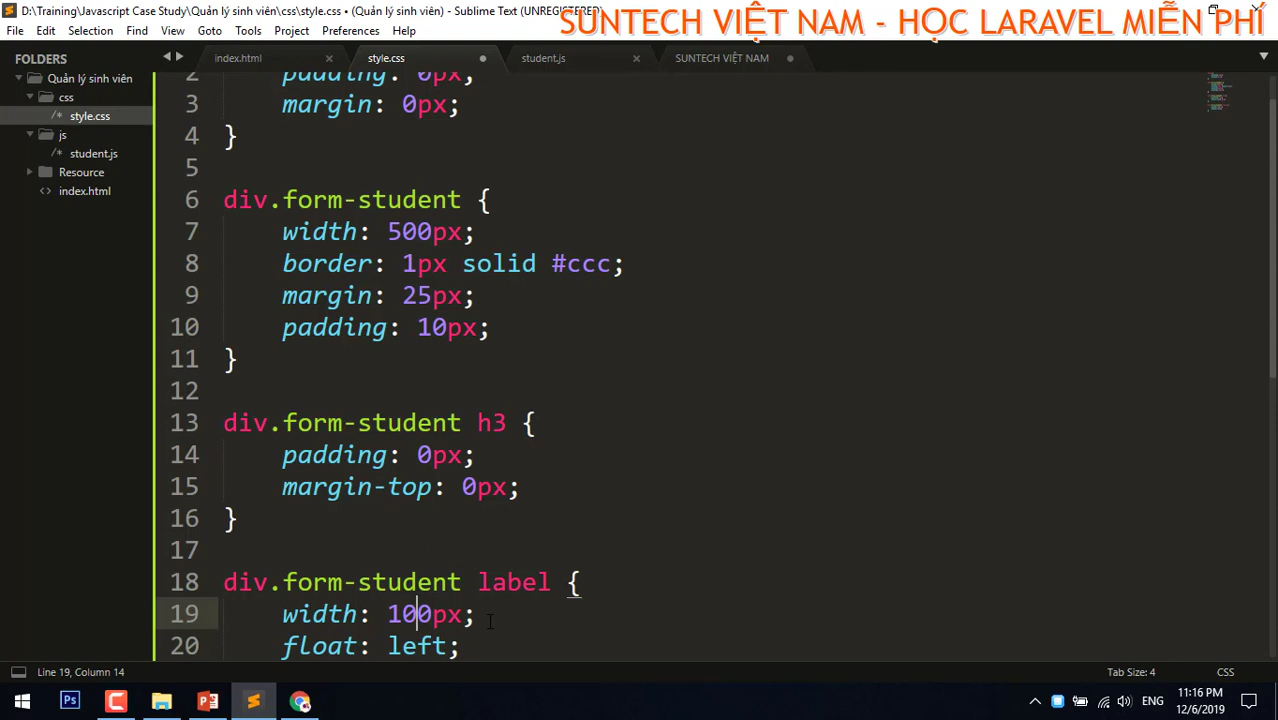 D:\Training\Javascript Case Study\Quản lý sinh viên\css\style.css • (Quản lý sinh viên) - Sublime Text (UNREGISTERED)
SUNTECH VIỆT NAM - HỌC LARAVEL MIỄN PHÍ
File Edit Selection Find View Goto Tools Project Preferences Help
FOLDERS
Quản lý sinh viên
css
/* style.css
js
/* student.js
Resource
<> index.html
index.html × style.css • student.js × SUNTECH VIỆT NAM •
2 padding: 0px;
3 margin: 0px;
4 }
5
6 div.form-student {
7 width: 500px;
8 border: 1px solid #ccc;
9 margin: 25px;
10 padding: 10px;
11 }
12
13 div.form-student h3 {
14 padding: 0px;
15 margin-top: 0px;
16 }
17
18 div.form-student label {
19 width: 100px;
20 float: left;
Line 19, Column 14
Tab Size: 4 CSS
Ps
ENG
11:16 PM
12/6/2019